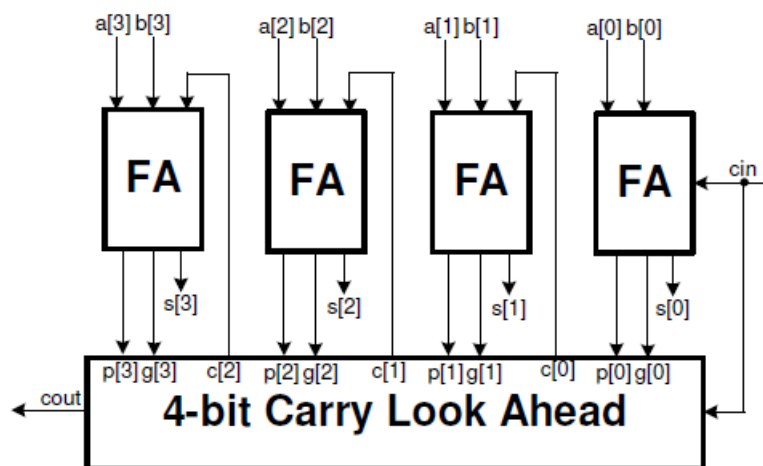 a[3] b[3] a[2] b[2] a[1] b[1] a[0] b[0]
FA FA FA FA
cin
s[3] s[2] s[1] s[0]
p[3] g[3] c[2] p[2] g[2] c[1] p[1] g[1] c[0] p[0] g[0]
cout
4-bit Carry Look Ahead